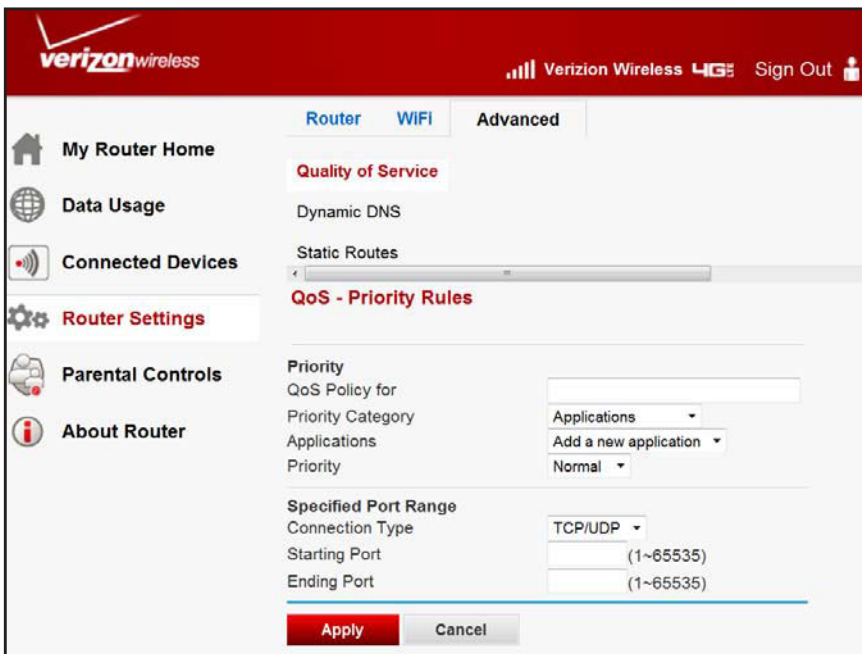 verizonwireless
Verizion Wireless 4G LTE Sign Out
Router WiFi Advanced
My Router Home
Data Usage
Connected Devices
Router Settings
Parental Controls
About Router
Quality of Service
Dynamic DNS
Static Routes
QoS - Priority Rules
Priority
QoS Policy for
Priority Category Applications
Applications Add a new application
Priority Normal
Specified Port Range
Connection Type TCP/UDP
Starting Port (1~65535)
Ending Port (1~65535)
Apply Cancel